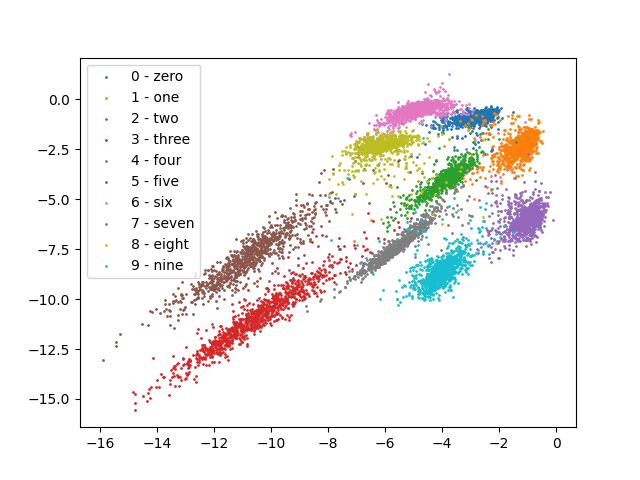 0 - zero
1 - one
2 - two
3 - three
4 - four
5 - five
6 - six
7 - seven
8 - eight
9 - nine
0.0
−2.5
−5.0
−7.5
−10.0
−12.5
−15.0
−16 −14 −12 −10 −8 −6 −4 −2 0